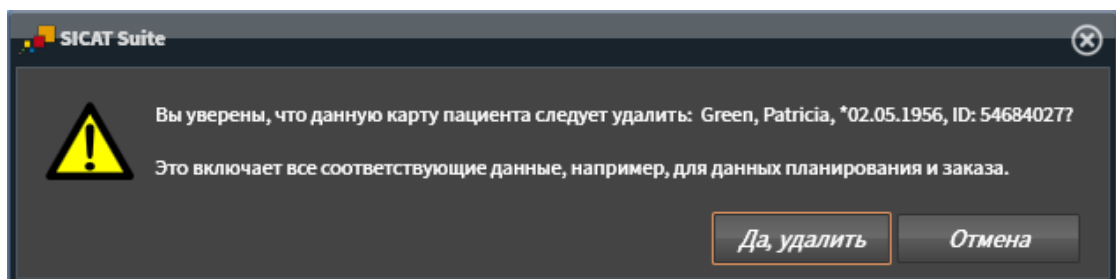 SICAT Suite
Вы уверены, что данную карту пациента следует удалить: Green, Patricia, *02.05.1956, ID: 54684027?
Это включает все соответствующие данные, например, для данных планирования и заказа.
Да, удалить Отмена